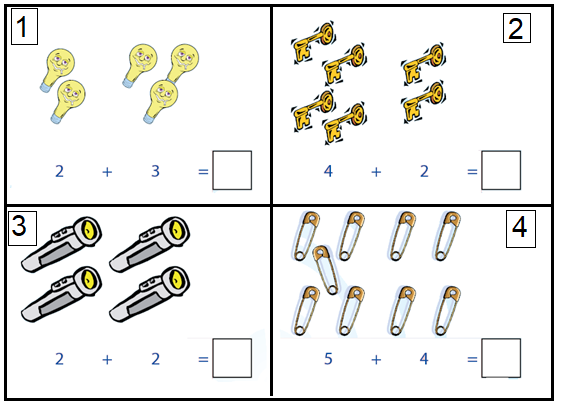 1
2 + 3 =
2
4 + 2 =
3
2 + 2 =
4
5 + 4 =